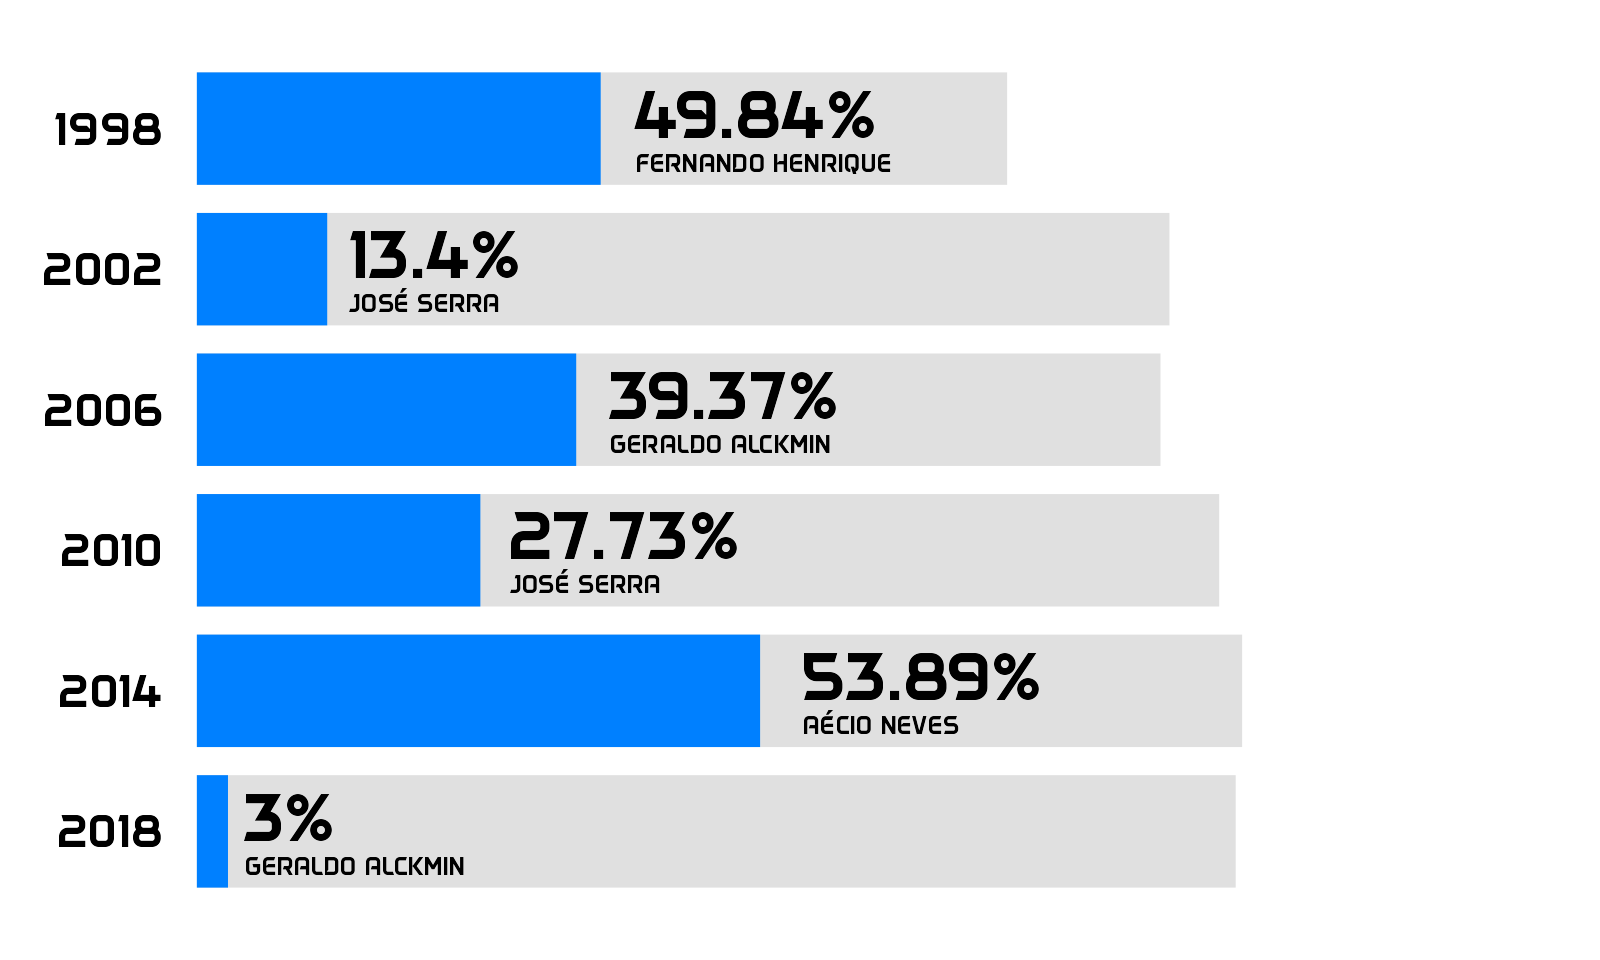 1998
49.84%
FERNANDO HENRIQUE
2002
13.4%
JOSÉ SERRA
2006
39.37%
GERALDO ALCKMIN
2010
27.73%
JOSÉ SERRA
2014
53.89%
AÉCIO NEVES
2018
3%
GERALDO ALCKMIN